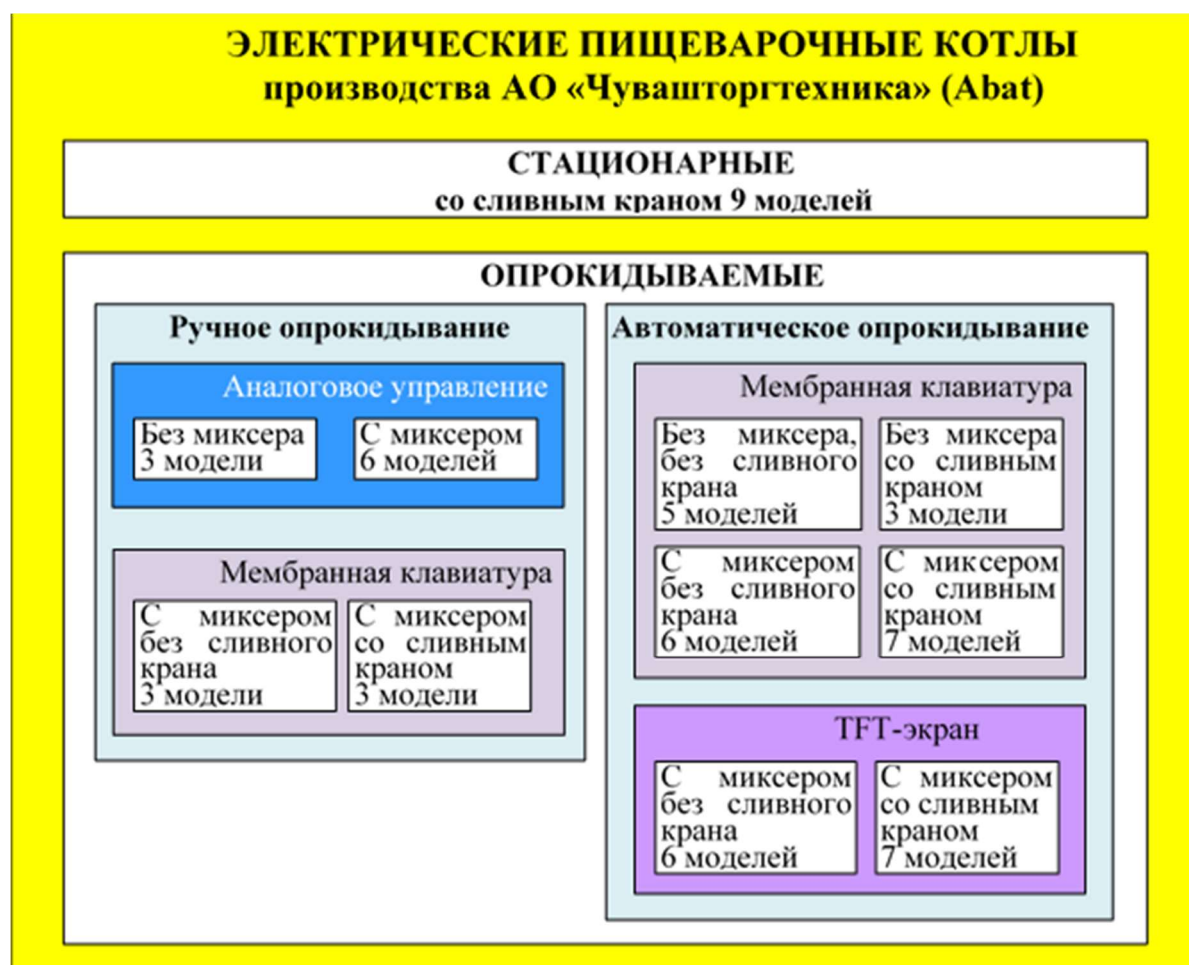 ЭЛЕКТРИЧЕСКИЕ ПИЩЕВАРОЧНЫЕ КОТЛЫ
производства АО «Чувашторгтехника» (Abat)
СТАЦИОНАРНЫЕ
со сливным краном 9 моделей
ОПРОКИДЫВАЕМЫЕ
Ручное опрокидывание
Аналоговое управление
Без миксера
3 модели
С миксером
6 моделей
Мембранная клавиатура
С миксером
без сливного
крана
3 модели
С миксером
со сливным
краном
3 модели
Автоматическое опрокидывание
Мембранная клавиатура
Без миксера,
без сливного
крана
5 моделей
Без миксера
со сливным
краном
3 модели
С миксером
без сливного
крана
6 моделей
С миксером
со сливным
краном
7 моделей
TFT-экран
С миксером
без сливного
крана
6 моделей
С миксером
со сливным
краном
7 моделей